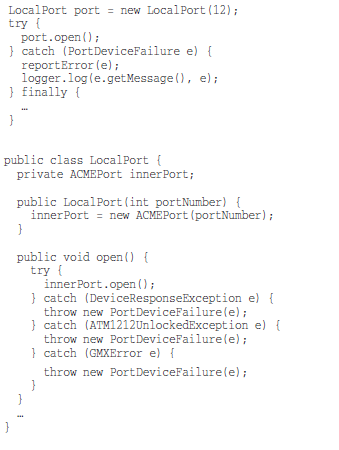 LocalPort port = new LocalPort(12);
try {
  port.open();
} catch (PortDeviceFailure e) {
  reportError(e);
  logger.log(e.getMessage(), e);
} finally {
  …
}
public class LocalPort {
  private ACMEPort innerPort;
  public LocalPort(int portNumber) {
    innerPort = new ACMEPort(portNumber);
  }
  public void open() {
    try {
      innerPort.open();
    } catch (DeviceResponseException e) {
      throw new PortDeviceFailure(e);
    } catch (ATM1212UnlockedException e) {
      throw new PortDeviceFailure(e);
    } catch (GMXError e) {
      throw new PortDeviceFailure(e);
    }
  }
  …
}